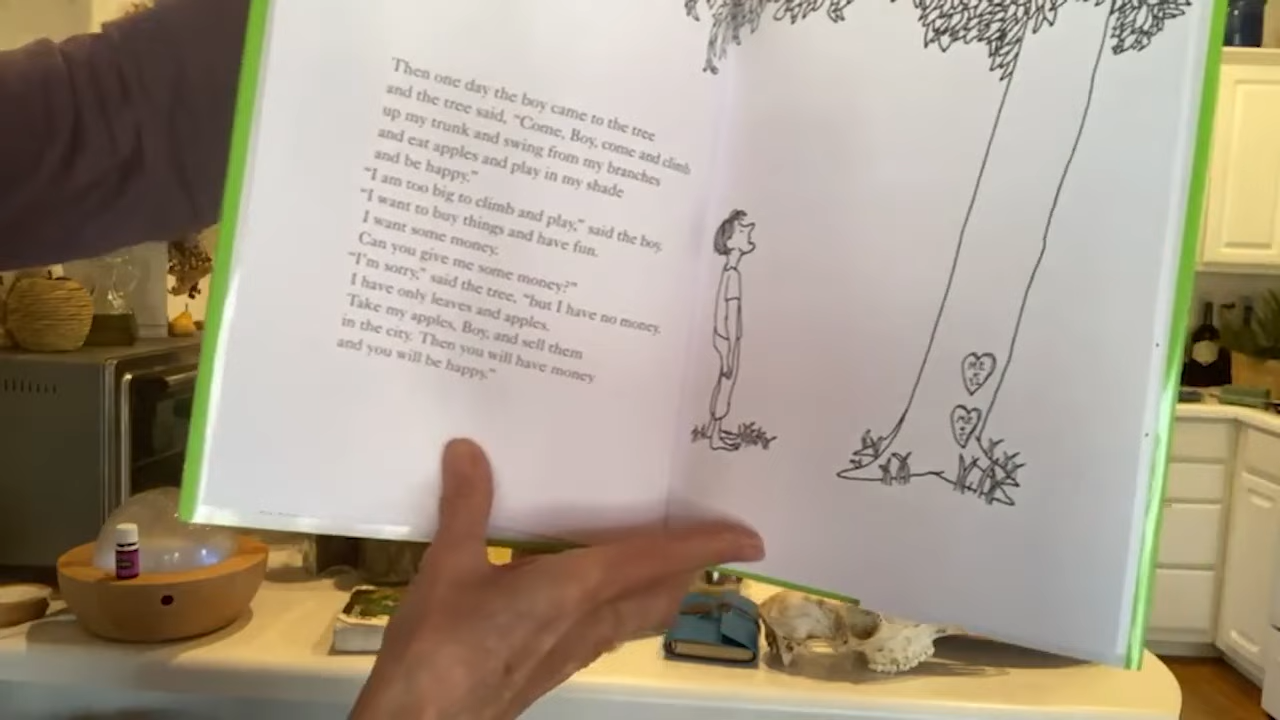 Then one day the boy came to the tree
and the tree said, "Come, Boy, come and climb
up my trunk and swing from my branches
and eat apples and play in my shade
and be happy."
"I am too big to climb and play," said the boy.
"I want to buy things and have fun.
I want some money.
Can you give me some money?"
"I'm sorry," said the tree, "but I have no money.
I have only leaves and apples.
Take my apples, Boy, and sell them
in the city. Then you will have money
and you will be happy."
ME
ME